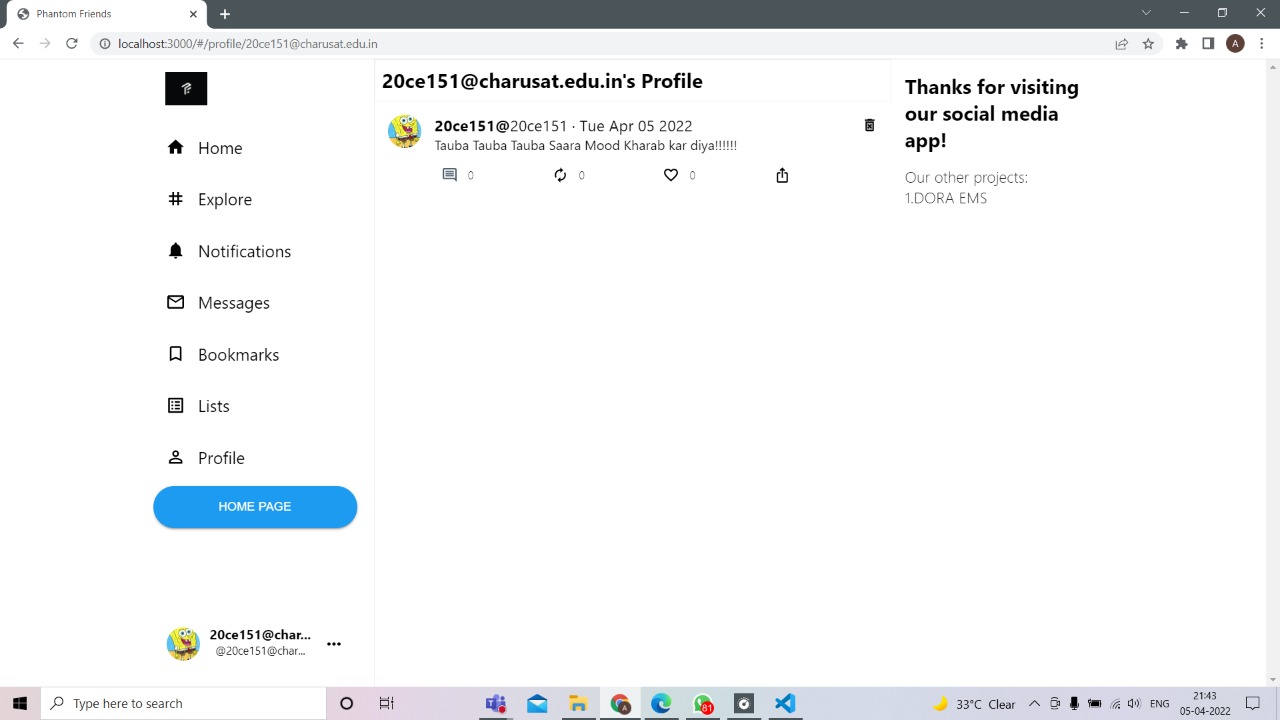 Phantom Friends
localhost:3000/#/profile/20ce151@charusat.edu.in
A
Home
Explore
Notifications
Messages
Bookmarks
Lists
Profile
HOME PAGE
20ce151@char...
@20ce151@char...
20ce151@charusat.edu.in's Profile
20ce151@20ce151 · Tue Apr 05 2022
Tauba Tauba Tauba Saara Mood Kharab kar diya!!!!!!
0
0
0
Thanks for visiting
our social media
app!
Our other projects:
1.DORA EMS
Type here to search
A
81
33°C Clear
ENG
21:43
05-04-2022